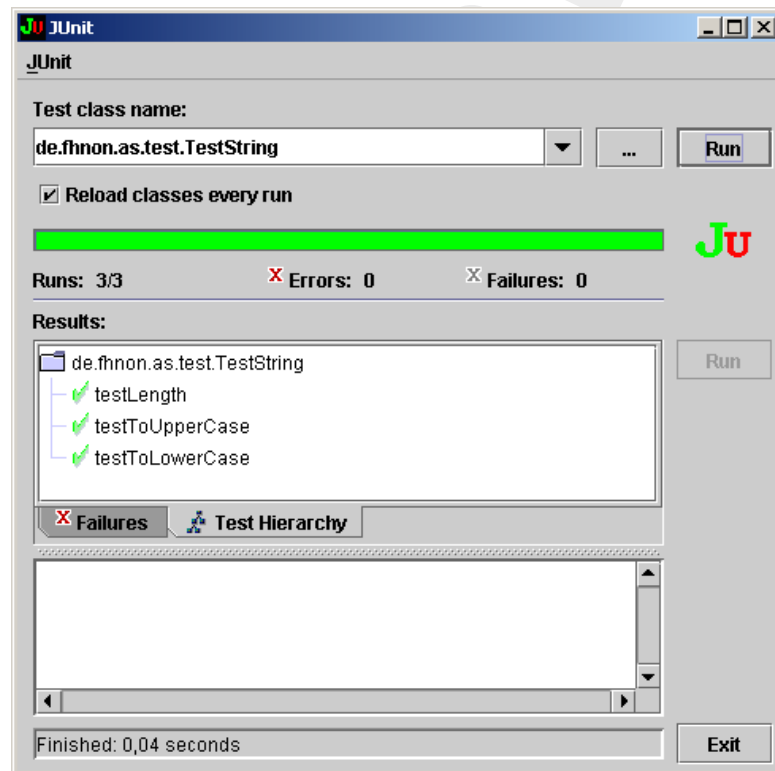 JU JUnit
JUnit
Test class name:
de.fhnon.as.test.TestString
...
Run
Reload classes every run
JU
Runs: 3/3 X Errors: 0 X Failures: 0
Results:
de.fhnon.as.test.TestString
Run
testLength
testToUpperCase
testToLowerCase
X Failures Test Hierarchy
Finished: 0,04 seconds
Exit